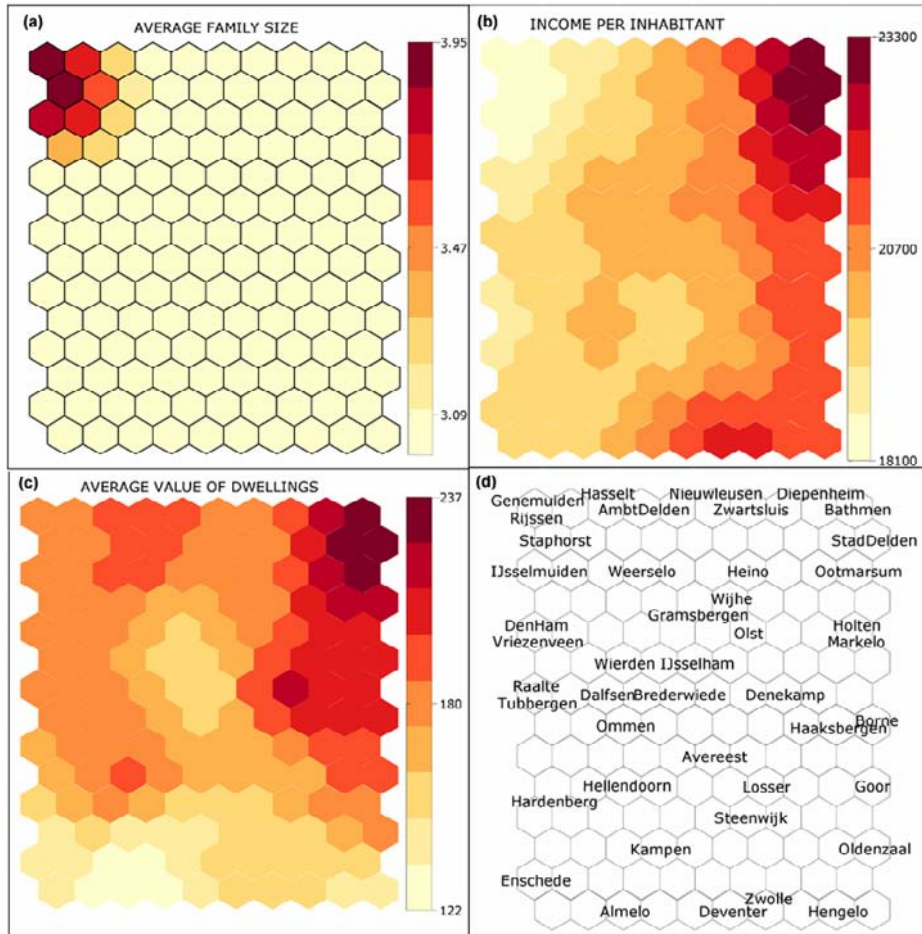 (a)
AVERAGE FAMILY SIZE
3.95
3.47
3.09
(b)
INCOME PER INHABITANT
23300
20700
18100
(c)
AVERAGE VALUE OF DWELLINGS
237
180
122
(d)
Genemuiden Hasselt Nieuwleusen Diepenheim
Rijssen AmbtDelden Zwartsluis Bathmen
Staphorst StadDelden
IJsselmuiden Weerselo Heino Ootmarsum
Wijhe
Gramsbergen
DenHam Olst Holten
Vriezenveen Markelo
Wierden IJsselham
Raalte Dalfsen Brederwiede Denekamp
Tubbergen
Ommen Haaksbergen Borne
Avereest
Hellendoorn Losser Goor
Hardenberg
Steenwijk
Kampen Oldenzaal
Enschede
Zwolle
Almelo Deventer Hengelo